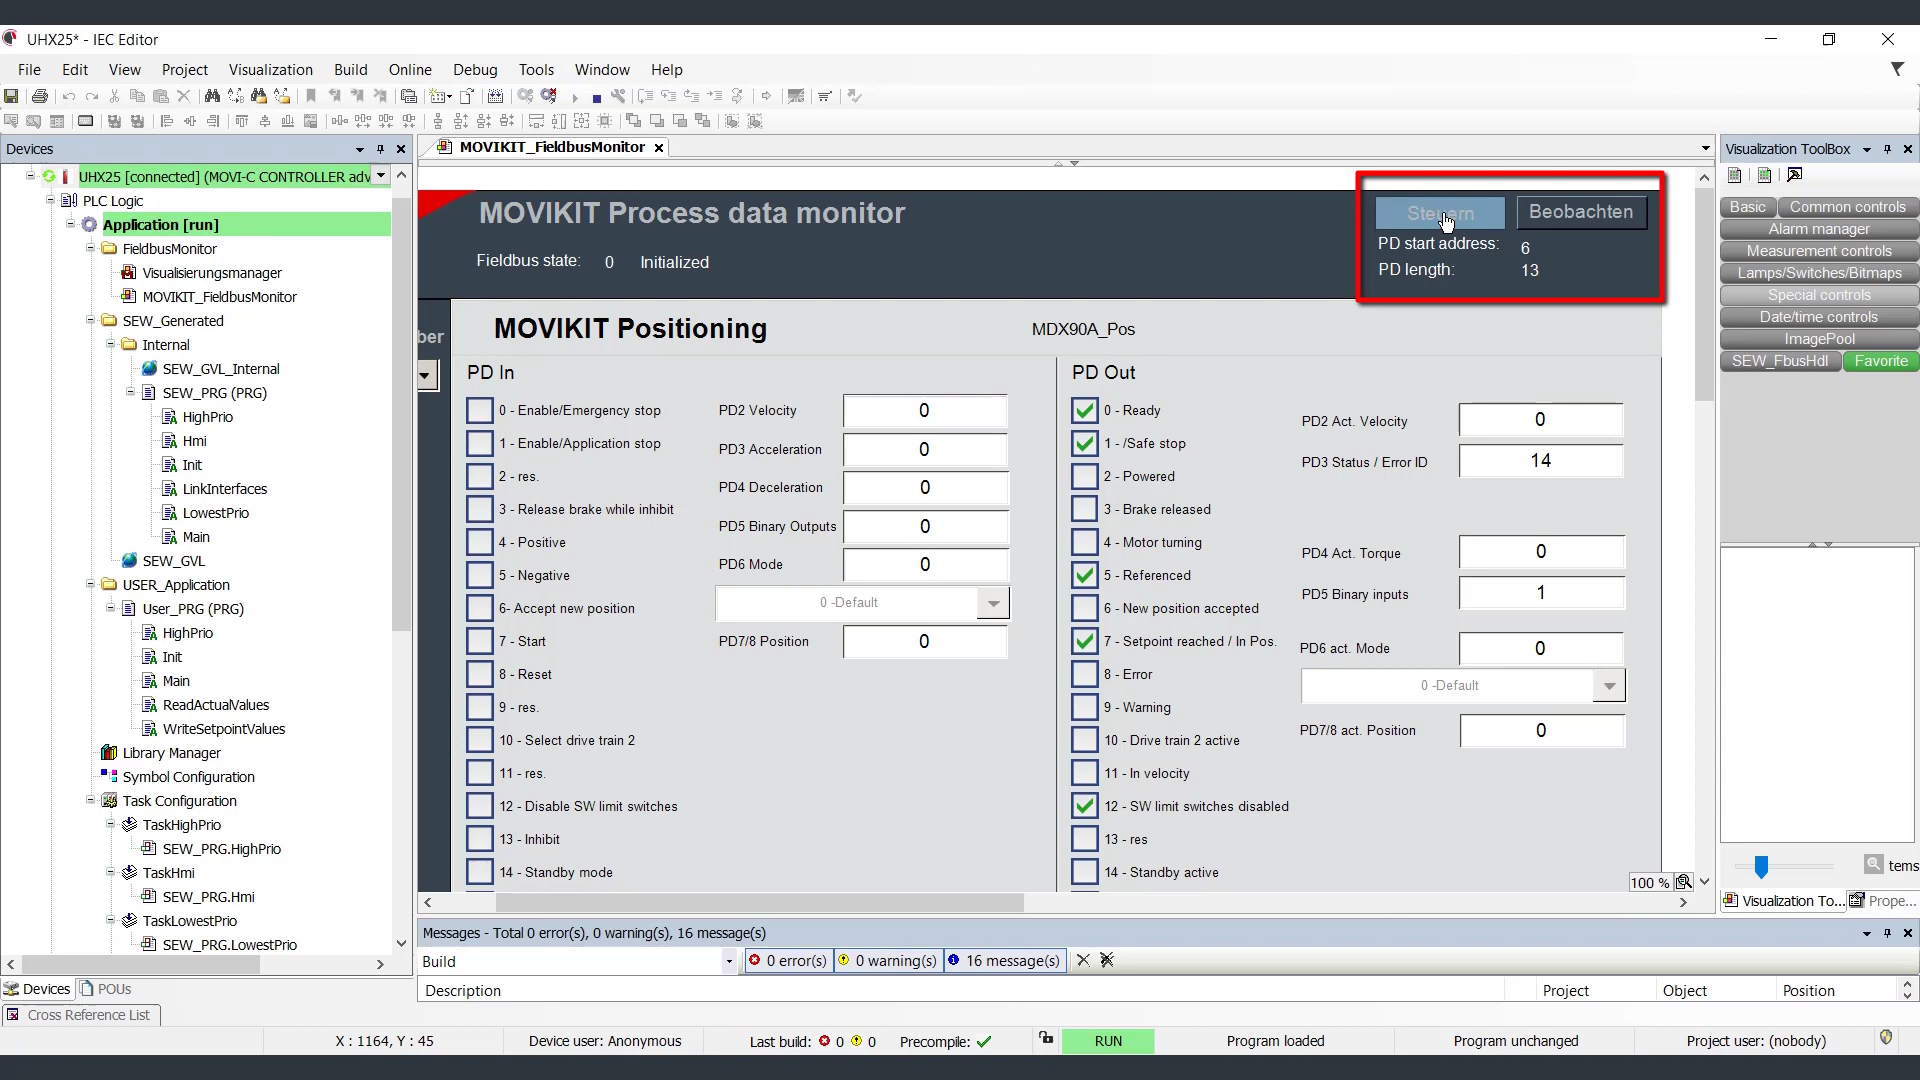 UHX25* - IEC Editor
File Edit View Project Visualization Build Online Debug Tools Window Help
Devices
UHX25 [connected] (MOVI-C CONTROLLER adv
PLC Logic
Application [run]
FieldbusMonitor
Visualisierungsmanager
MOVIKIT_FieldbusMonitor
SEW_Generated
Internal
SEW_GVL_Internal
SEW_PRG (PRG)
HighPrio
Hmi
Init
LinkInterfaces
LowestPrio
Main
SEW_GVL
USER_Application
User_PRG (PRG)
HighPrio
Init
Main
ReadActualValues
WriteSetpointValues
Library Manager
Symbol Configuration
Task Configuration
TaskHighPrio
SEW_PRG.HighPrio
TaskHmi
SEW_PRG.Hmi
TaskLowestPrio
SEW_PRG.LowestPrio
Devices POUs
Cross Reference List
MOVIKIT_FieldbusMonitor
MOVIKIT Process data monitor
Fieldbus state: 0 Initialized
Steuern Beobachten
PD start address: 6
PD length: 13
ber
MOVIKIT Positioning MDX90A_Pos
PD In
0 - Enable/Emergency stop
1 - Enable/Application stop
2 - res.
3 - Release brake while inhibit
4 - Positive
5 - Negative
6- Accept new position
7 - Start
8 - Reset
9 - res.
10 - Select drive train 2
11 - res.
12 - Disable SW limit switches
13 - Inhibit
14 - Standby mode
PD2 Velocity 0
PD3 Acceleration 0
PD4 Deceleration 0
PD5 Binary Outputs 0
PD6 Mode 0
0 -Default
PD7/8 Position 0
PD Out
0 - Ready
1 - /Safe stop
2 - Powered
3 - Brake released
4 - Motor turning
5 - Referenced
6 - New position accepted
7 - Setpoint reached / In Pos.
8 - Error
9 - Warning
10 - Drive train 2 active
11 - In velocity
12 - SW limit switches disabled
13 - res
14 - Standby active
PD2 Act. Velocity 0
PD3 Status / Error ID 14
PD4 Act. Torque 0
PD5 Binary inputs 1
PD6 act. Mode 0
0 -Default
PD7/8 act. Position 0
100 %
Visualization ToolBox
Basic Common controls
Alarm manager
Measurement controls
Lamps/Switches/Bitmaps
Special controls
Date/time controls
ImagePool
SEW_FbusHdl Favorite
tems
Visualization To... Prope...
Messages - Total 0 error(s), 0 warning(s), 16 message(s)
Build 0 error(s) 0 warning(s) 16 message(s)
Description Project Object Position
X : 1164, Y : 45 Device user: Anonymous Last build: 0 0 Precompile: RUN Program loaded Program unchanged Project user: (nobody)